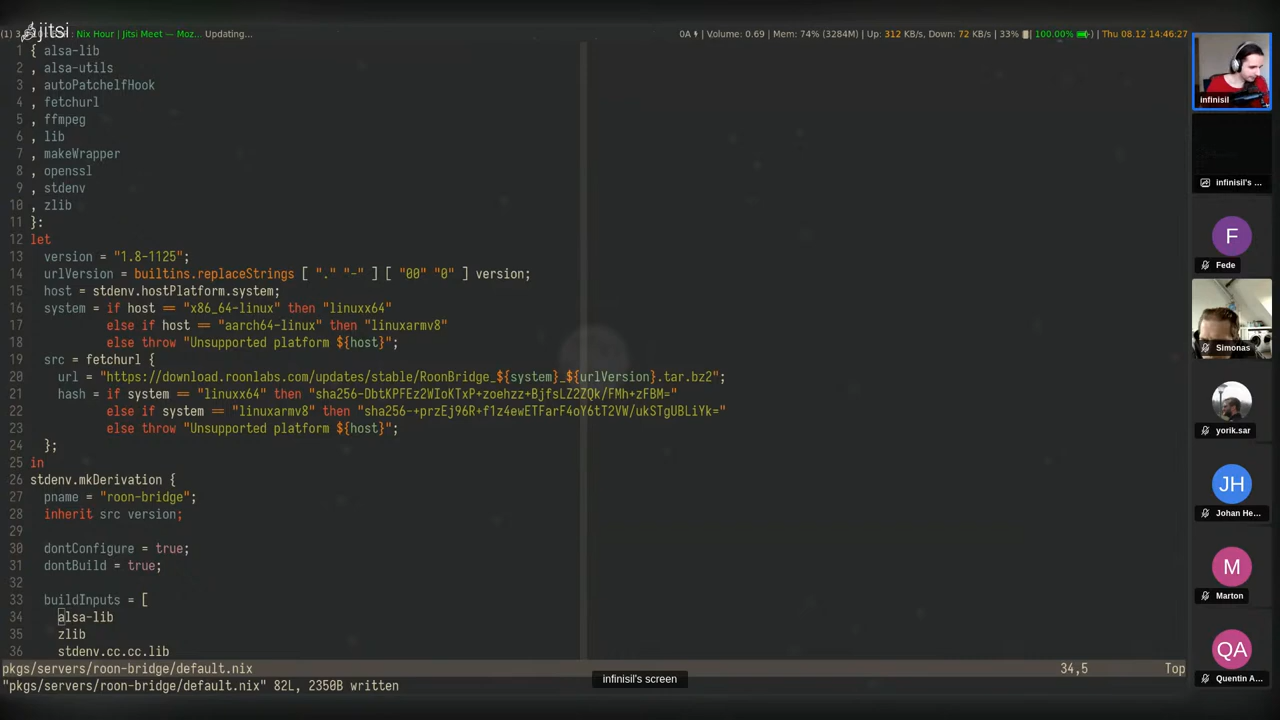 jitsi
Nix Hour | Jitsi Meet — Moz... Updating...
0A⚡| Volume: 0.69 | Mem: 74% (3284M) | Up: 312 KB/s, Down: 72 KB/s | 33% | 100.00% | Thu 08.12 14:46:27
1 { alsa-lib
2 , alsa-utils
3 , autoPatchelfHook
4 , fetchurl
5 , ffmpeg
6 , lib
7 , makeWrapper
8 , openssl
9 , stdenv
10 , zlib
11 }:
12 let
13 version = "1.8-1125";
14 urlVersion = builtins.replaceStrings [ "." "-" ] [ "00" "0" ] version;
15 host = stdenv.hostPlatform.system;
16 system = if host == "x86_64-linux" then "linuxx64"
17 else if host == "aarch64-linux" then "linuxarmv8"
18 else throw "Unsupported platform ${host}";
19 src = fetchurl {
20 url = "https://download.roonlabs.com/updates/stable/RoonBridge_${system}_${urlVersion}.tar.bz2";
21 hash = if system == "linuxx64" then "sha256-DbtKPFEz2WIoKTxP+zoehzz+BjfsLZ2ZQk/FMh+zFBM="
22 else if system == "linuxarmv8" then "sha256-+przEj96R+f1z4ewETFarF4oY6tT2VW/ukSTgUBLiYk="
23 else throw "Unsupported platform ${host}";
24 };
25 in
26 stdenv.mkDerivation {
27 pname = "roon-bridge";
28 inherit src version;
29
30 dontConfigure = true;
31 dontBuild = true;
32
33 buildInputs = [
34 alsa-lib
35 zlib
36 stdenv.cc.cc.lib
pkgs/servers/roon-bridge/default.nix 34,5 Top
"pkgs/servers/roon-bridge/default.nix" 82L, 2350B written
infinisil's screen
infinisil
infinisil's ...
F
Fede
Simonas
yorik.sar
JH
Johan He...
M
Marton
QA
Quentin A...